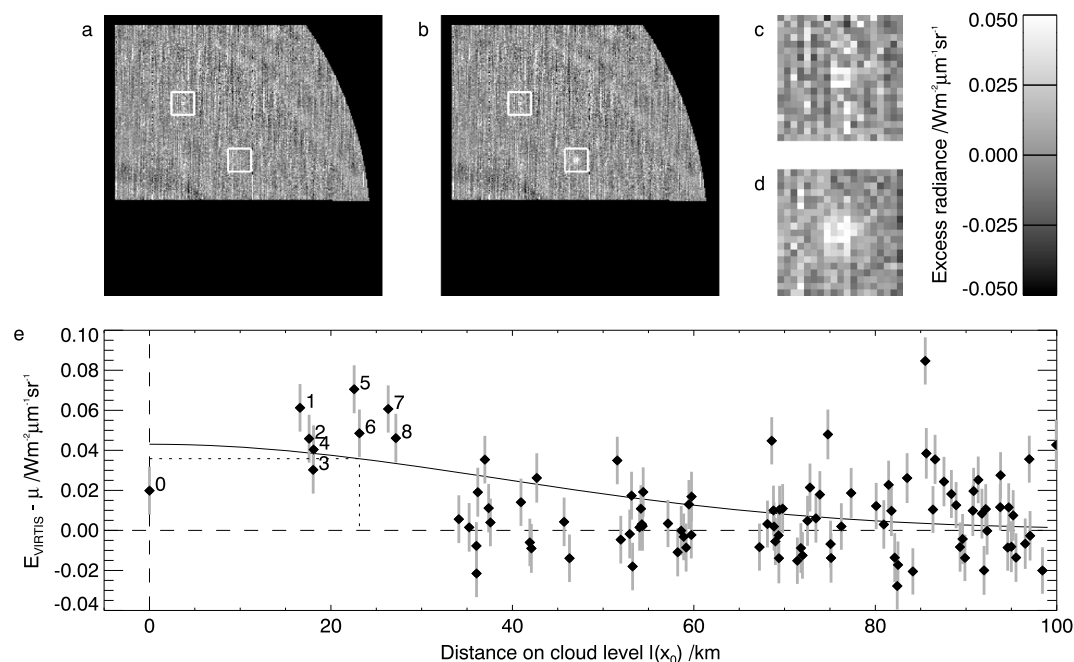 a
b
c
d
0.050
0.025
0.000
-0.025
-0.050
Excess radiance /Wm⁻²µm⁻¹sr⁻¹
e
0.10
0.08
0.06
0.04
0.02
0.00
-0.02
-0.04
E_VIRTIS - µ /Wm⁻²µm⁻¹sr⁻¹
0
1
2
4
3
5
6
7
8
0 20 40 60 80 100
Distance on cloud level l(x₀) /km